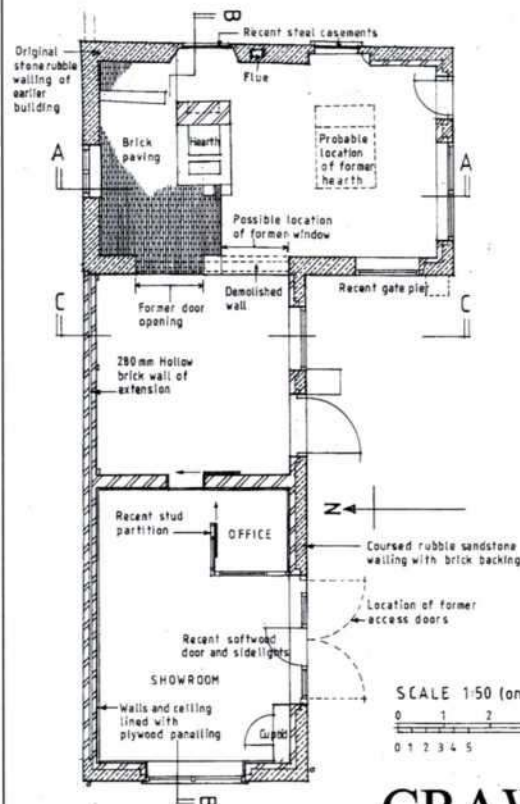 B
Recent steel casements
Original
stone rubble
walling of
earlier
building
Flue
Brick
paving
Hearth
Probable
location
of former
hearth
A
A
Possible location
of former window
Former door
opening
Demolished
wall
Recent gate pier
C
C
280mm Hollow
brick wall of
extension
N
Recent stud
partition
OFFICE
Coursed rubble sandstone
walling with brick backing
Location of former
access doors
Recent softwood
door and sidelights
SHOWROOM
Walls and ceiling
lined with
plywood panelling
Cupbd
SCALE 1:50 (on
0 1 2
0 1 2 3 4 5
B